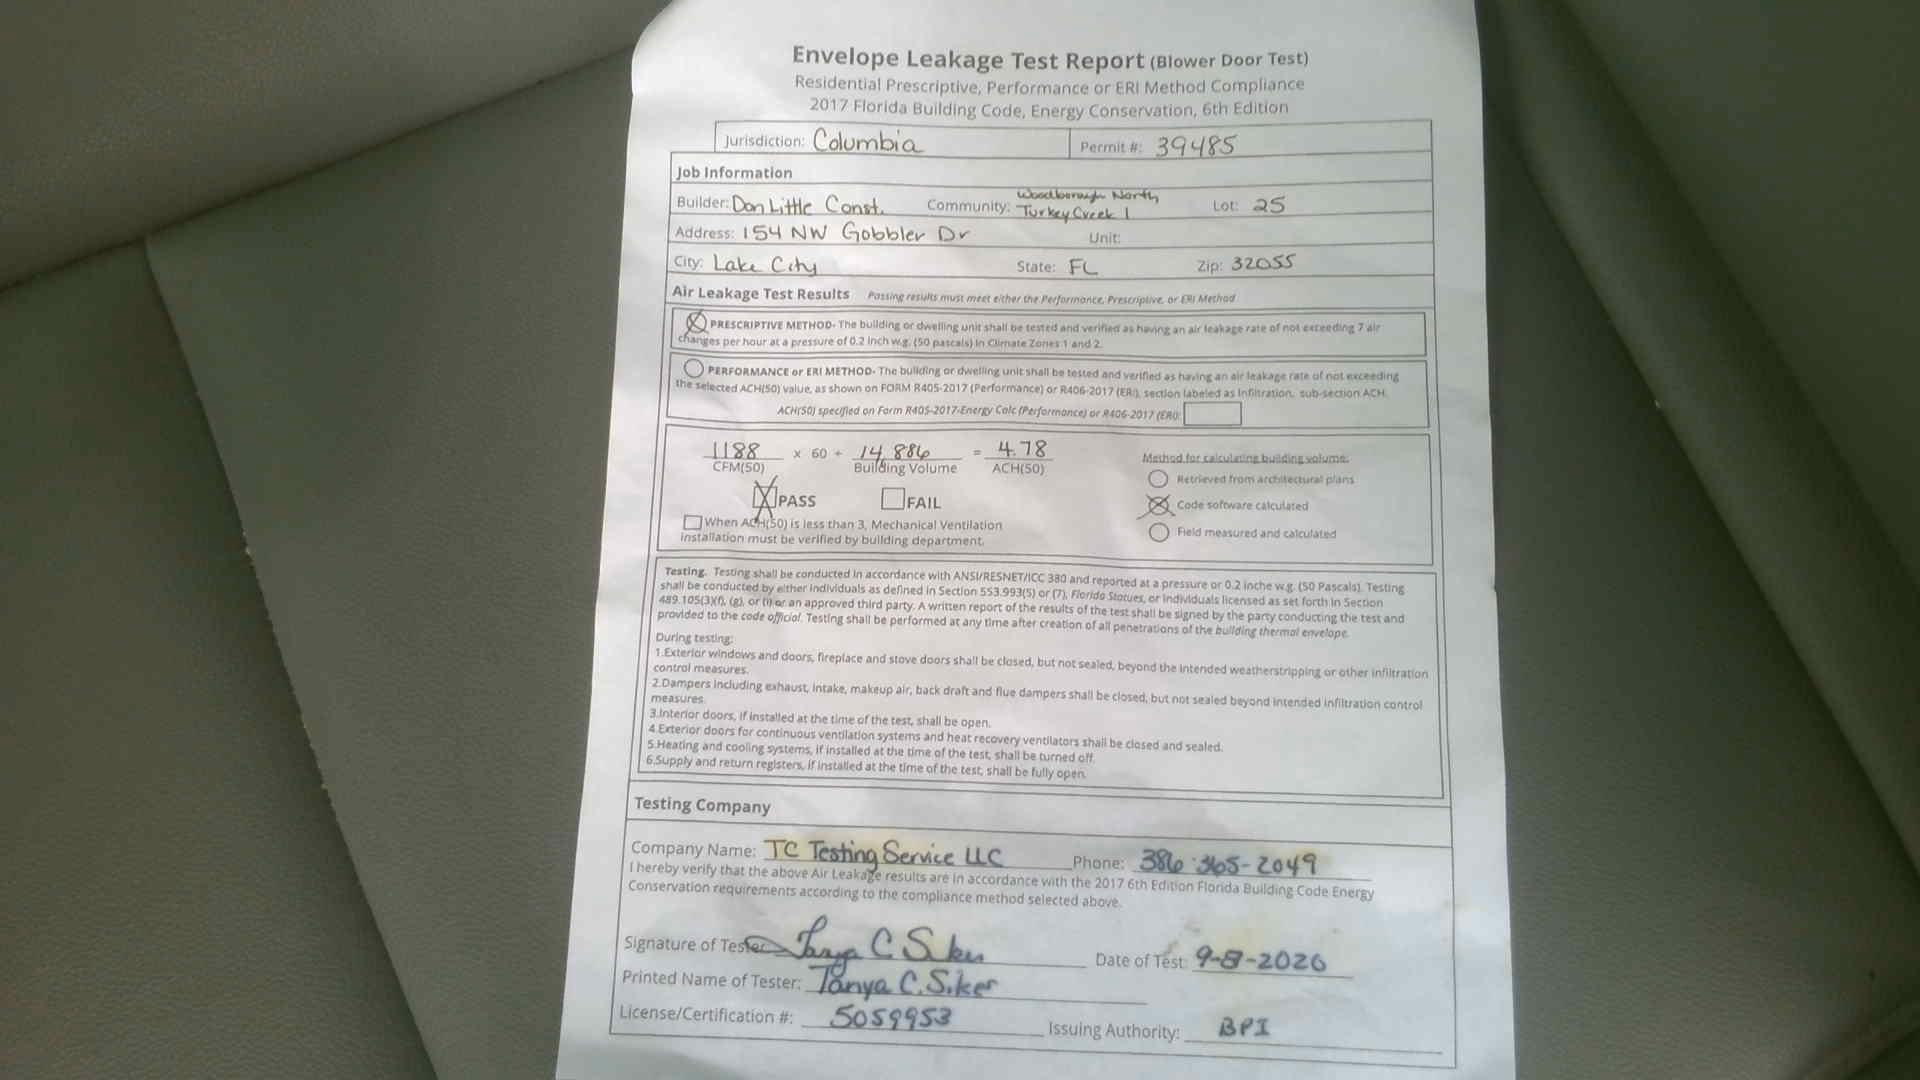 Envelope Leakage Test Report (Blower Door Test)
Residential Prescriptive, Performance or ERI Method Compliance
2017 Florida Building Code, Energy Conservation, 6th Edition
Jurisdiction: Columbia Permit #: 39485
Job Information
Builder: Don Little Const. Community: Woodborough North Turkey Creek 1 Lot: 25
Address: 154 NW Gobbler Dr Unit:
City: Lake City State: FL Zip: 32055
Air Leakage Test Results Passing results must meet either the Performance, Prescriptive, or ERI Method
PRESCRIPTIVE METHOD- The building or dwelling unit shall be tested and verified as having an air leakage rate of not exceeding 7 air
changes per hour at a pressure of 0.2 inch w.g. (50 pascals) in Climate Zones 1 and 2.
PERFORMANCE or ERI METHOD- The building or dwelling unit shall be tested and verified as having an air leakage rate of not exceeding
the selected ACH(50) value, as shown on FORM R405-2017 (Performance) or R406-2017 (ERI), section labeled as Infiltration, sub-section ACH.
ACH(50) specified on Form R405-2017-Energy Calc (Performance) or R406-2017 (ERI):
1188 x 60 ÷ 14,886 = 4.78
CFM(50) Building Volume ACH(50)
Method for calculating building volume:
Retrieved from architectural plans
Code software calculated
Field measured and calculated
PASS FAIL
When ACH(50) is less than 3, Mechanical Ventilation
installation must be verified by building department.
Testing. Testing shall be conducted in accordance with ANSI/RESNET/ICC 380 and reported at a pressure or 0.2 inche w.g. (50 Pascals). Testing
shall be conducted by either individuals as defined in Section 553.993(5) or (7), Florida Statues, or individuals licensed as set forth in Section
489.105(3)(f), (g), or (i) or an approved third party. A written report of the results of the test shall be signed by the party conducting the test and
provided to the code official. Testing shall be performed at any time after creation of all penetrations of the building thermal envelope.
During testing:
1.Exterior windows and doors, fireplace and stove doors shall be closed, but not sealed, beyond the intended weatherstripping or other infiltration
control measures.
2.Dampers including exhaust, intake, makeup air, back draft and flue dampers shall be closed, but not sealed beyond intended infiltration control
measures.
3.Interior doors, if installed at the time of the test, shall be open.
4.Exterior doors for continuous ventilation systems and heat recovery ventilators shall be closed and sealed.
5.Heating and cooling systems, if installed at the time of the test, shall be turned off.
6.Supply and return registers, if installed at the time of the test, shall be fully open.
Testing Company
Company Name: TC Testing Service LLC Phone: 386-365-2049
I hereby verify that the above Air Leakage results are in accordance with the 2017 6th Edition Florida Building Code Energy
Conservation requirements according to the compliance method selected above.
Signature of Tester: Tanya C Siker Date of Test: 9-8-2020
Printed Name of Tester: Tanya C. Siker
License/Certification #: 5059953 Issuing Authority: BPI